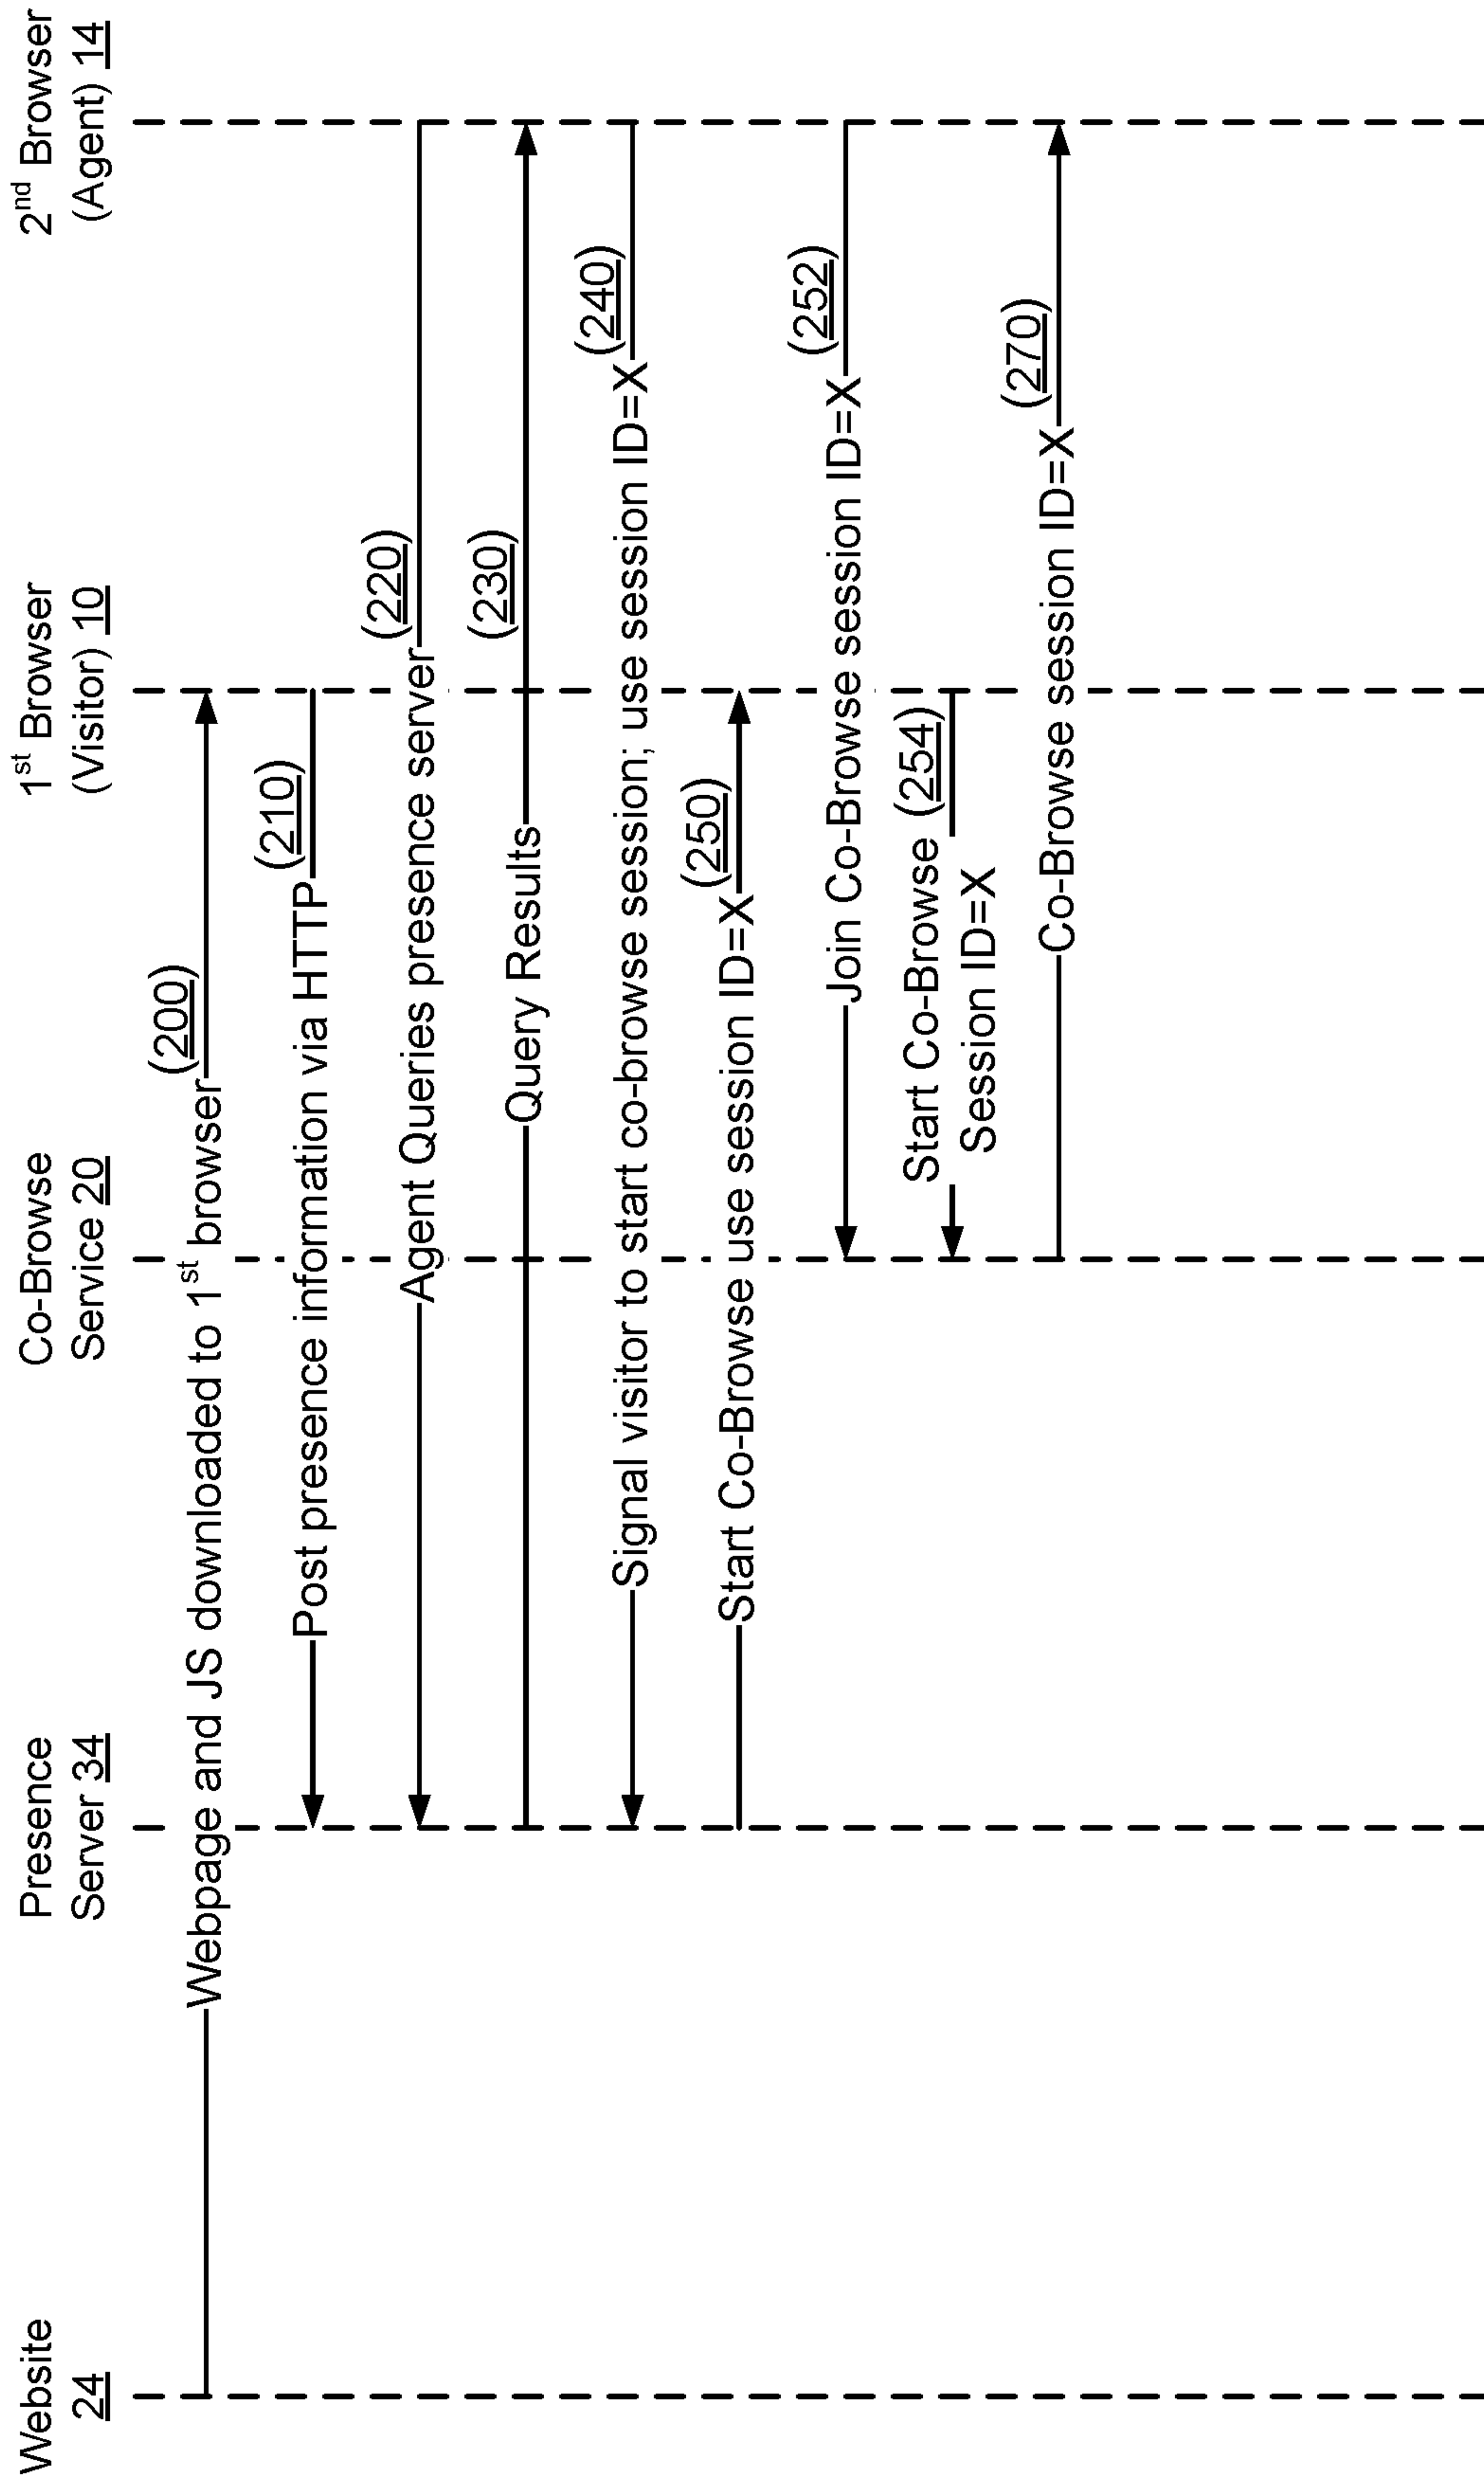 Website
24
Presence
Server 34
Co-Browse
Service 20
1st Browser
(Visitor) 10
2nd Browser
(Agent) 14
Webpage and JS downloaded to 1st browser (200)
Post presence information via HTTP (210)
Agent Queries presence server (220)
Query Results (230)
Signal visitor to start co-browse session; use session ID=X (240)
Start Co-Browse use session ID=X (250)
Join Co-Browse session ID=X (252)
Start Co-Browse (254)
Session ID=X
Co-Browse session ID=X (270)